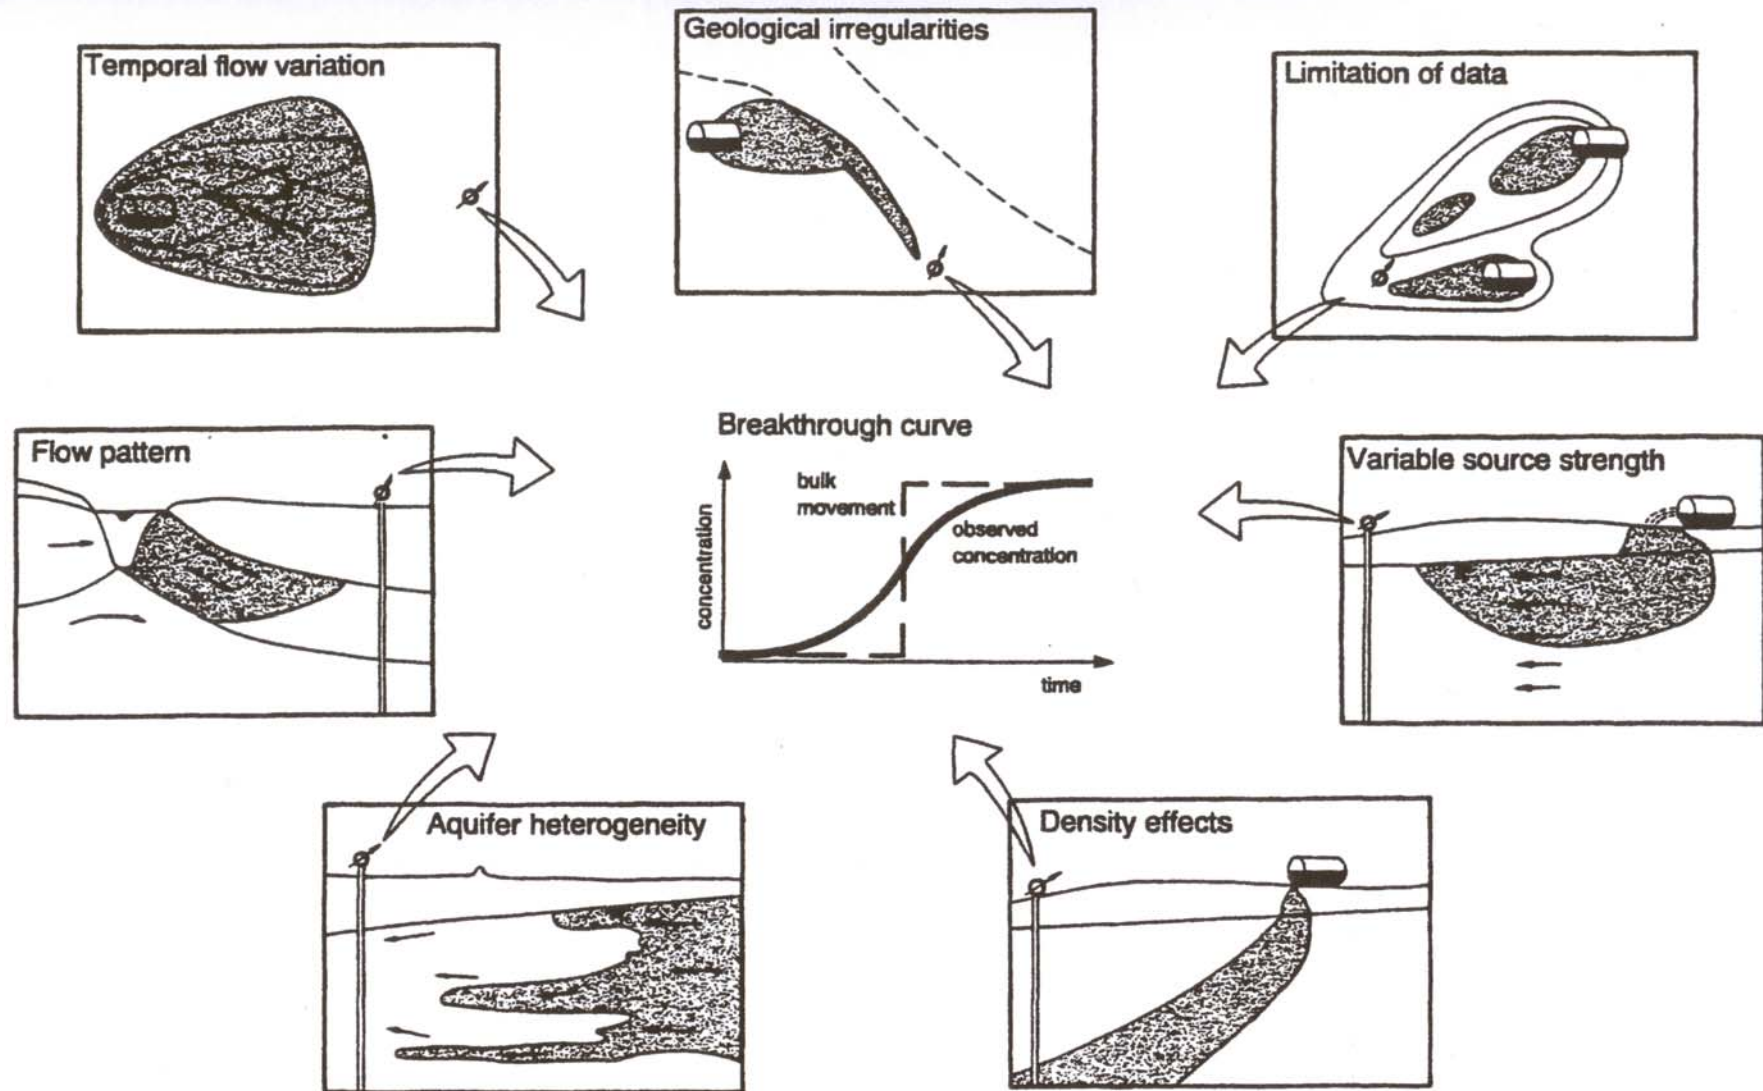 Geological irregularities
Temporal flow variation
Limitation of data
Breakthrough curve
Flow pattern
Variable source strength
bulk
movement
observed
concentration
concentration
time
Aquifer heterogeneity
Density effects